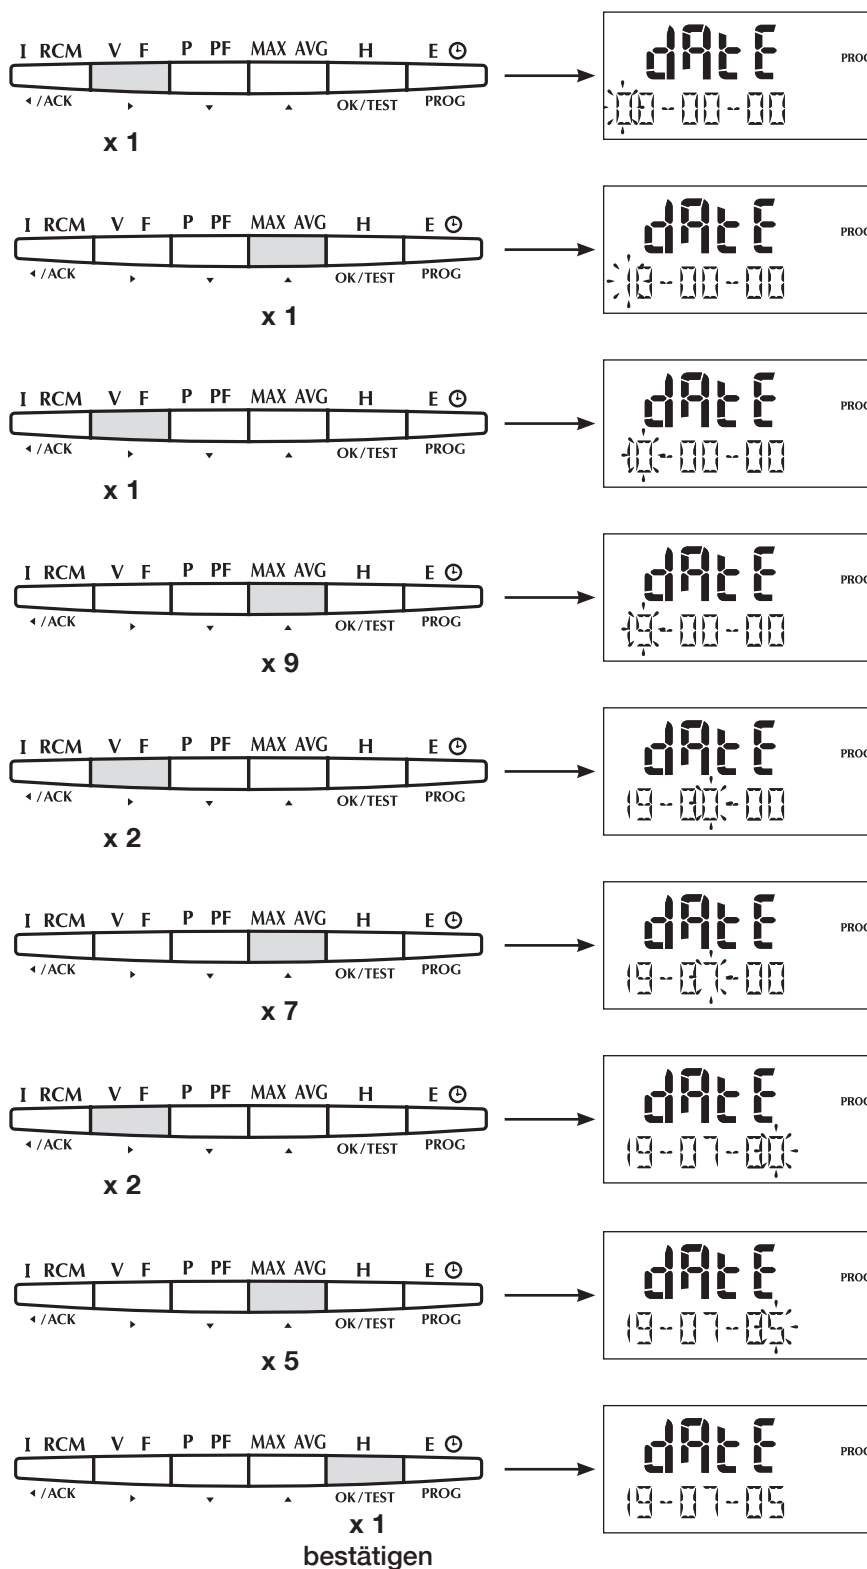 I RCM V F P PF MAX AVG H E
◂ /ACK ▸ ▾ ▴ OK/TEST PROG
x 1
dAtE PROG
00-00-00
I RCM V F P PF MAX AVG H E
◂ /ACK ▸ ▾ ▴ OK/TEST PROG
x 1
dAtE PROG
10-00-00
I RCM V F P PF MAX AVG H E
◂ /ACK ▸ ▾ ▴ OK/TEST PROG
x 1
dAtE PROG
10-00-00
I RCM V F P PF MAX AVG H E
◂ /ACK ▸ ▾ ▴ OK/TEST PROG
x 9
dAtE PROG
19-00-00
I RCM V F P PF MAX AVG H E
◂ /ACK ▸ ▾ ▴ OK/TEST PROG
x 2
dAtE PROG
19-00-00
I RCM V F P PF MAX AVG H E
◂ /ACK ▸ ▾ ▴ OK/TEST PROG
x 7
dAtE PROG
19-07-00
I RCM V F P PF MAX AVG H E
◂ /ACK ▸ ▾ ▴ OK/TEST PROG
x 2
dAtE PROG
19-07-00
I RCM V F P PF MAX AVG H E
◂ /ACK ▸ ▾ ▴ OK/TEST PROG
x 5
dAtE PROG
19-07-05
I RCM V F P PF MAX AVG H E
◂ /ACK ▸ ▾ ▴ OK/TEST PROG
x 1
bestätigen
dAtE PROG
19-07-05